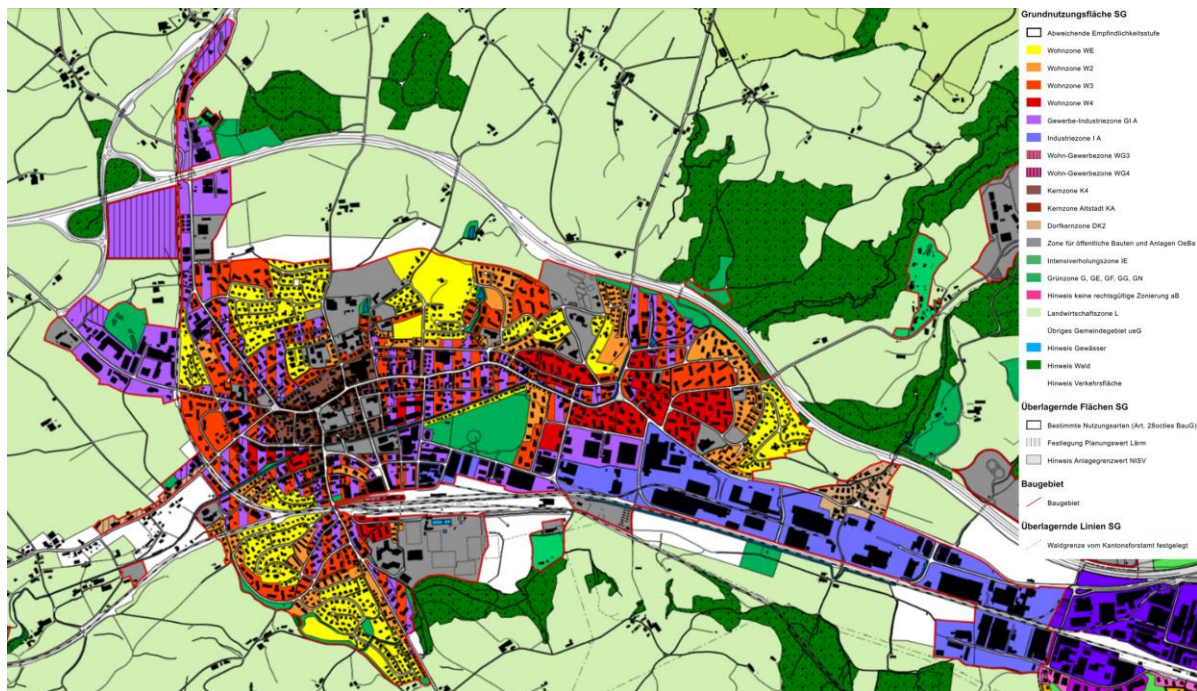 Grundnutzungsfläche SG
Abweichende Empfindlichkeitsstufe
Wohnzone WE
Wohnzone W2
Wohnzone W3
Wohnzone W4
Gewerbe-Industriezone GI A
Industriezone I A
Wohn-Gewerbezone WG3
Wohn-Gewerbezone WG4
Kernzone K4
Kernzone Altstadt KA
Dorfkernzone DK2
Zone für öffentliche Bauten und Anlagen OeBa
Intensiverholungszone IE
Grünzone G, GE, GF, GG, GN
Hinweis keine rechtsgültige Zonierung aB
Landwirtschaftszone L
Übriges Gemeindegebiet ueG
Hinweis Gewässer
Hinweis Wald
Hinweis Verkehrsfläche
Überlagernde Flächen SG
Bestimmte Nutzungsarten (Art. 28octies BauG)
Festlegung Planungswert Lärm
Hinweis Anlagegrenzwert NISV
Baugebiet
Baugebiet
Überlagernde Linien SG
Waldgrenze vom Kantonsforstamt festgelegt